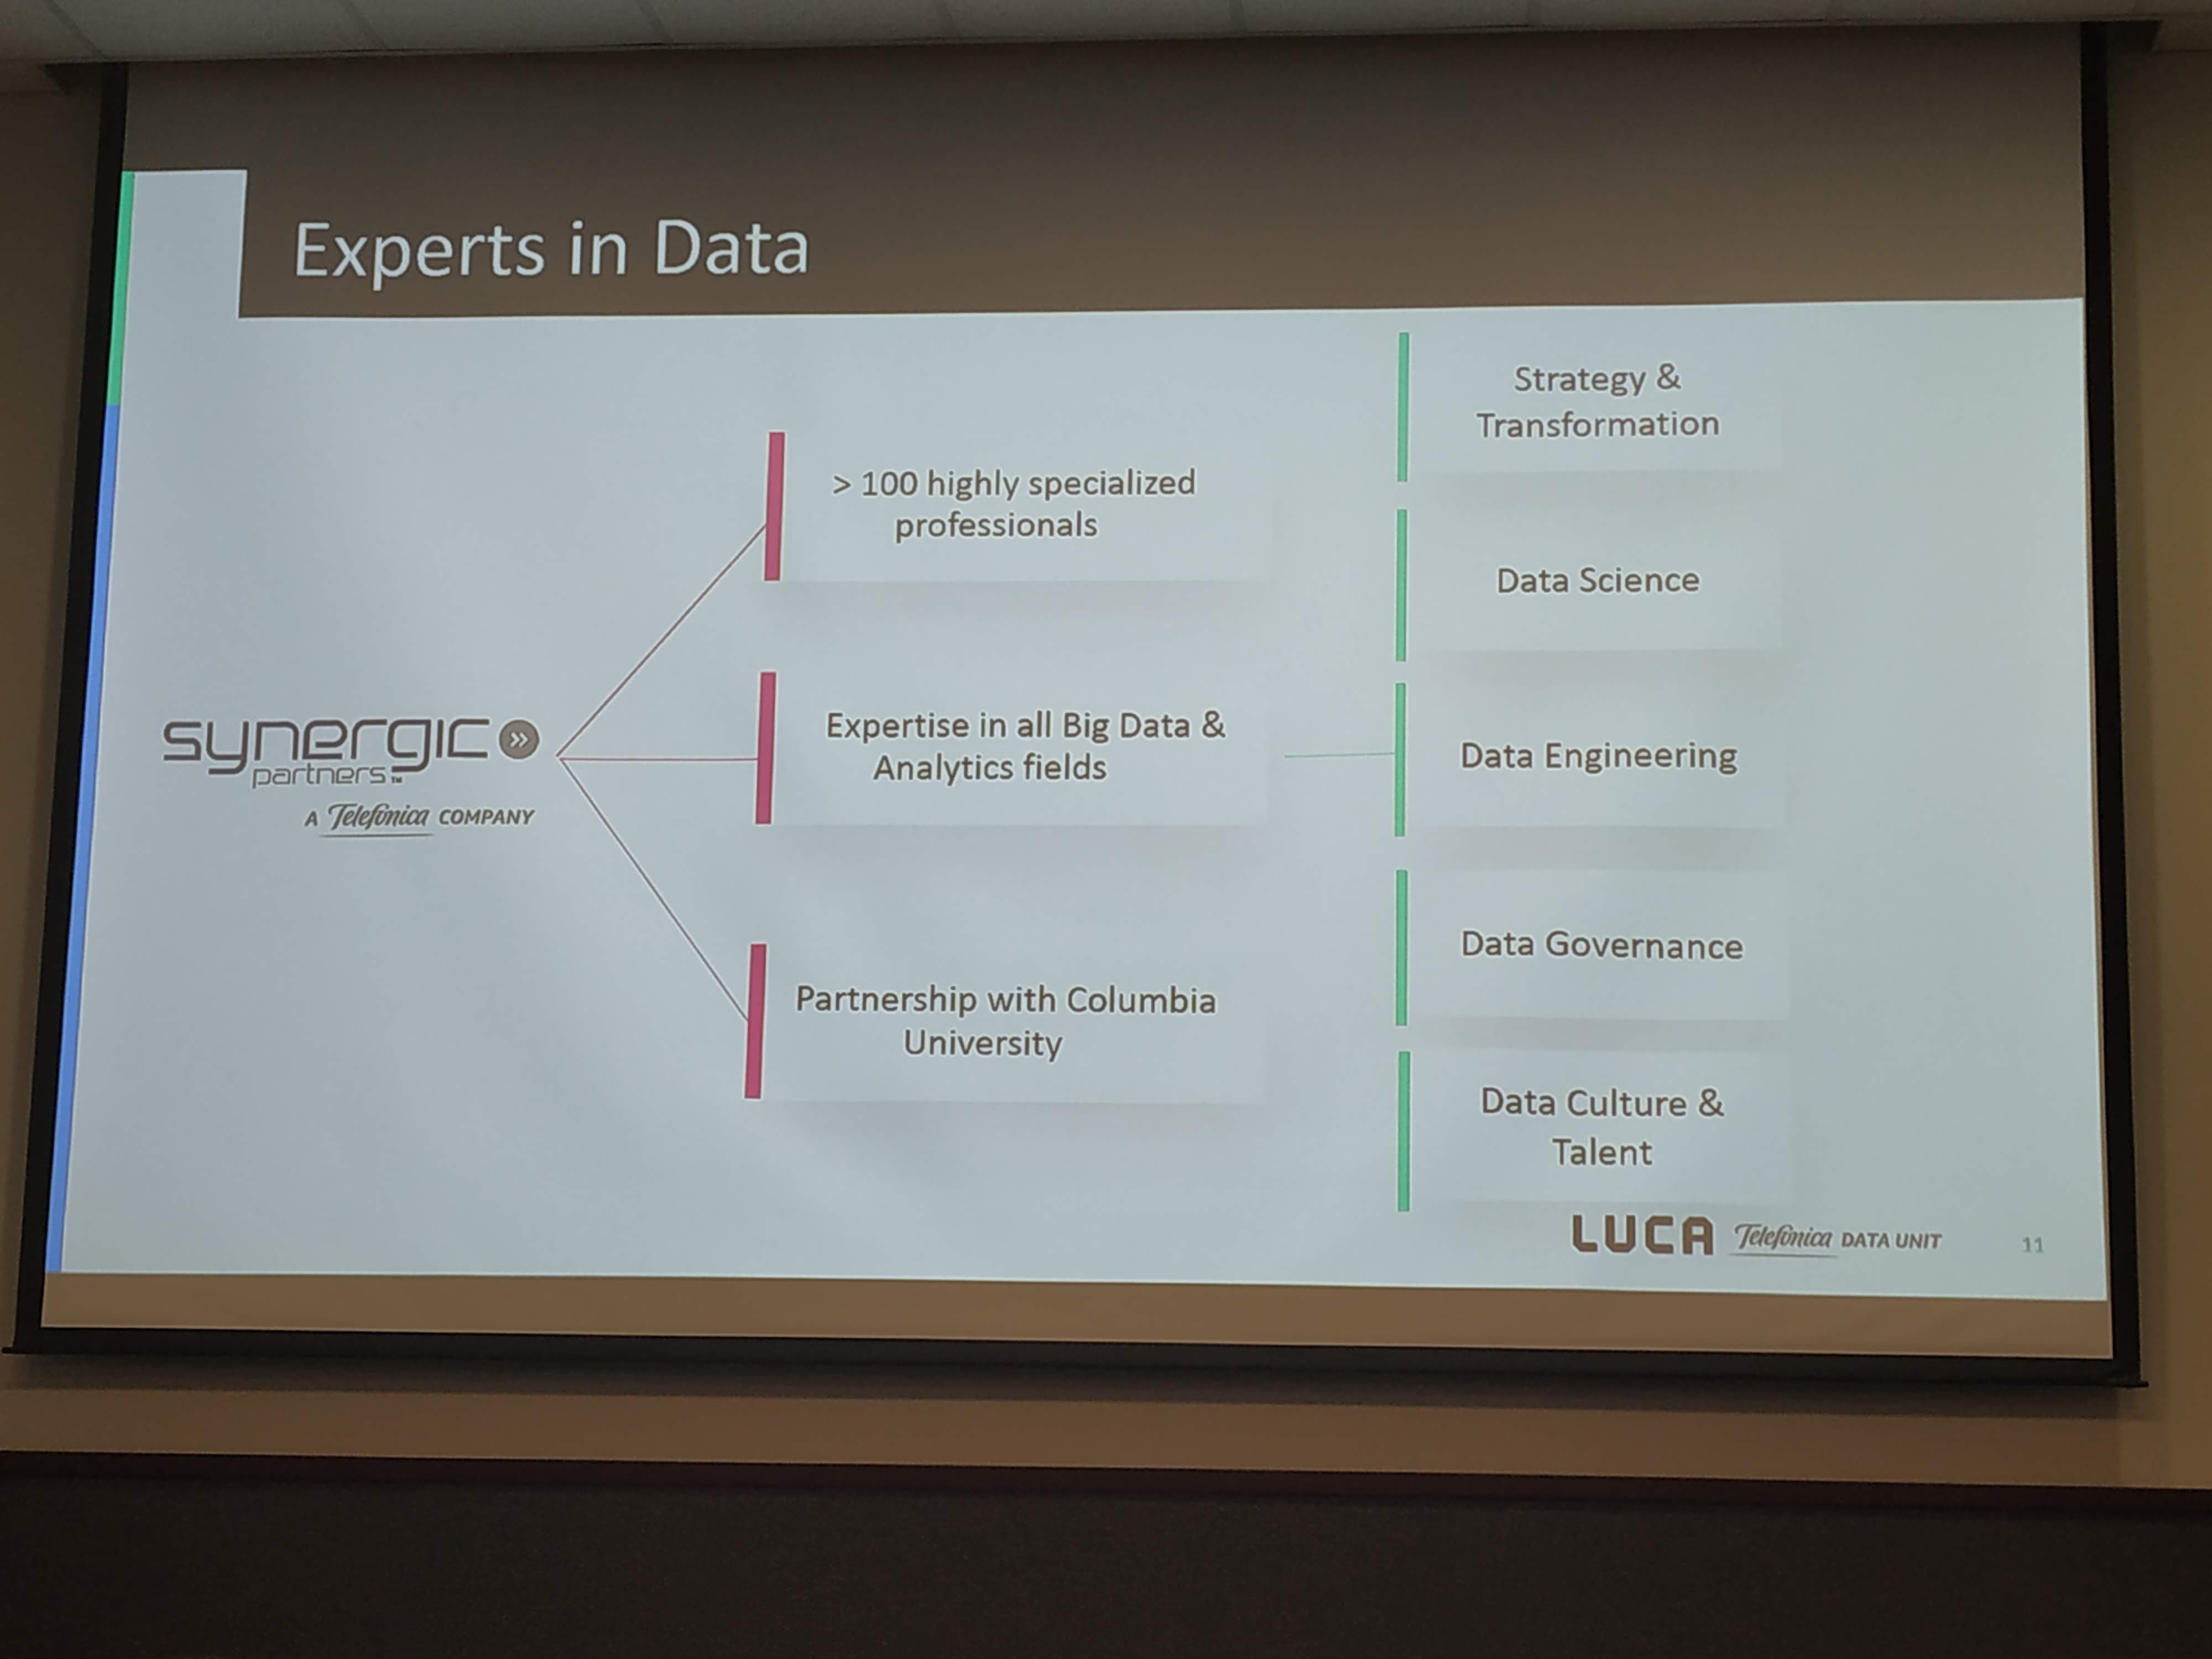 Experts in Data
synergic
partners™
A Telefónica COMPANY
> 100 highly specialized
professionals
Expertise in all Big Data &
Analytics fields
Partnership with Columbia
University
Strategy &
Transformation
Data Science
Data Engineering
Data Governance
Data Culture &
Talent
LUCA Telefónica DATA UNIT 11